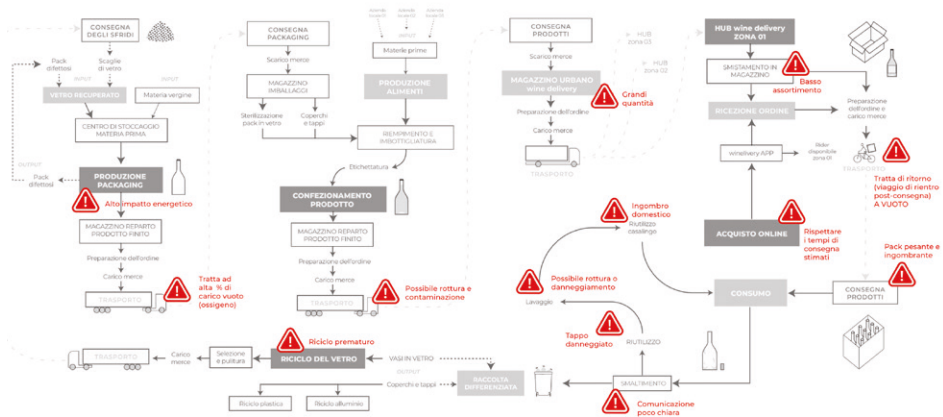 CONSEGNA
DEGLI SFRIDI
Pack
difettosi
Scaglie
di vetro
INPUT
INPUT
VETRO RECUPERATO
Materia vergine
CENTRO DI STOCCAGGIO
MATERIA PRIMA
OUTPUT
Pack
difettosi
PRODUZIONE
PACKAGING
Alto impatto energetico
MAGAZZINO REPARTO
PRODOTTO FINITO
Preparazione dell'ordine
Carico merce
TRASPORTO
Tratta ad
alta % di
carico vuoto
(ossigeno)
CONSEGNA
PACKAGING
Scarico merce
MAGAZZINO
IMBALLAGGI
Sterilizzazione
pack in vetro
Coperchi
e tappi
INPUT
Materie prime
PRODUZIONE
ALIMENTI
RIEMPIMENTO E
IMBOTTIGLIATURA
Etichettatura
CONFEZIONAMENTO
PRODOTTO
MAGAZZINO REPARTO
PRODOTTO FINITO
Preparazione dell'ordine
Carico merce
TRASPORTO
Possibile rottura e
contaminazione
CONSEGNA
PRODOTTI
Scarico merce
MAGAZZINO URBANO
wine delivery
Grandi
quantità
Preparazione dell'ordine
Carico merce
TRASPORTO
HUB
zona 03
HUB
zona 02
HUB wine delivery
ZONA 01
SMISTAMENTO IN
MAGAZZINO
Basso
assortimento
RICEZIONE ORDINE
Preparazione
dell'ordine e
carico merce
winelivery APP
Rider
disponibile
zona 01
TRASPORTO
Tratta di ritorno
(viaggio di rientro
post-consegna)
A VUOTO
ACQUISTO ONLINE
Rispettare
i tempi di
consegna
stimati
Pack pesante e
ingombrante
CONSEGNA
PRODOTTI
CONSUMO
Ingombro
domestico
Riutilizzo
casalingo
Possibile rottura o
danneggiamento
Lavaggio
Tappo
danneggiato
RIUTILIZZO
SMALTIMENTO
Comunicazione
poco chiara
RACCOLTA
DIFFERENZIATA
VASI IN VETRO
OUTPUT
Coperchi e tappi
Riciclo prematuro
RICICLO DEL VETRO
Riciclo plastica
Riciclo alluminio
Selezione
e pulitura
Carico
merce
TRASPORTO